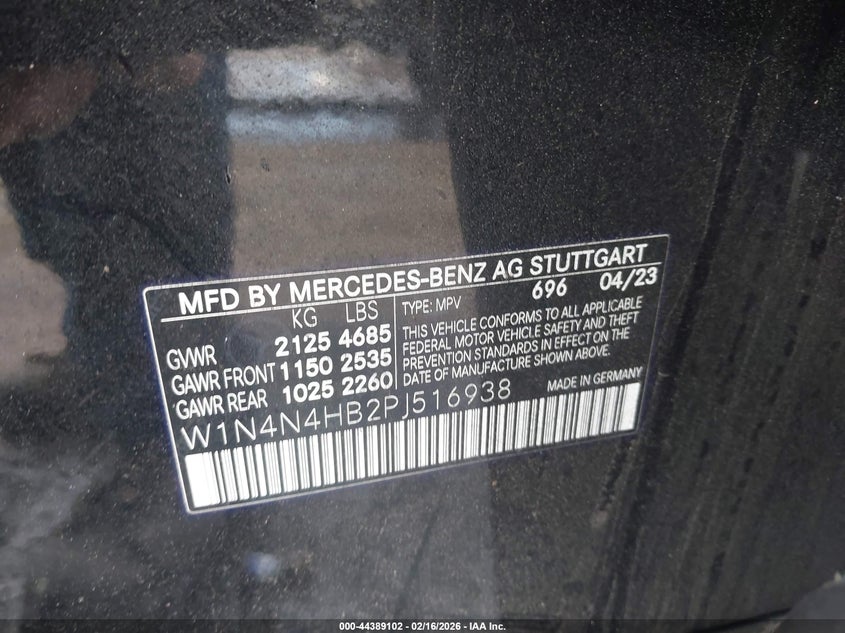 MFD BY MERCEDES-BENZ AG STUTTGART
KG LBS
GVWR 2125 4685
GAWR FRONT 1150 2535
GAWR REAR 1025 2260
TYPE: MPV 696 04/23
THIS VEHICLE CONFORMS TO ALL APPLICABLE
FEDERAL MOTOR VEHICLE SAFETY AND THEFT
PREVENTION STANDARDS IN EFFECT ON THE
DATE OF MANUFACTURE SHOWN ABOVE.
W1N4N4HB2PJ516938
MADE IN GERMANY
000-44389102 - 02/16/2026 - IAA Inc.